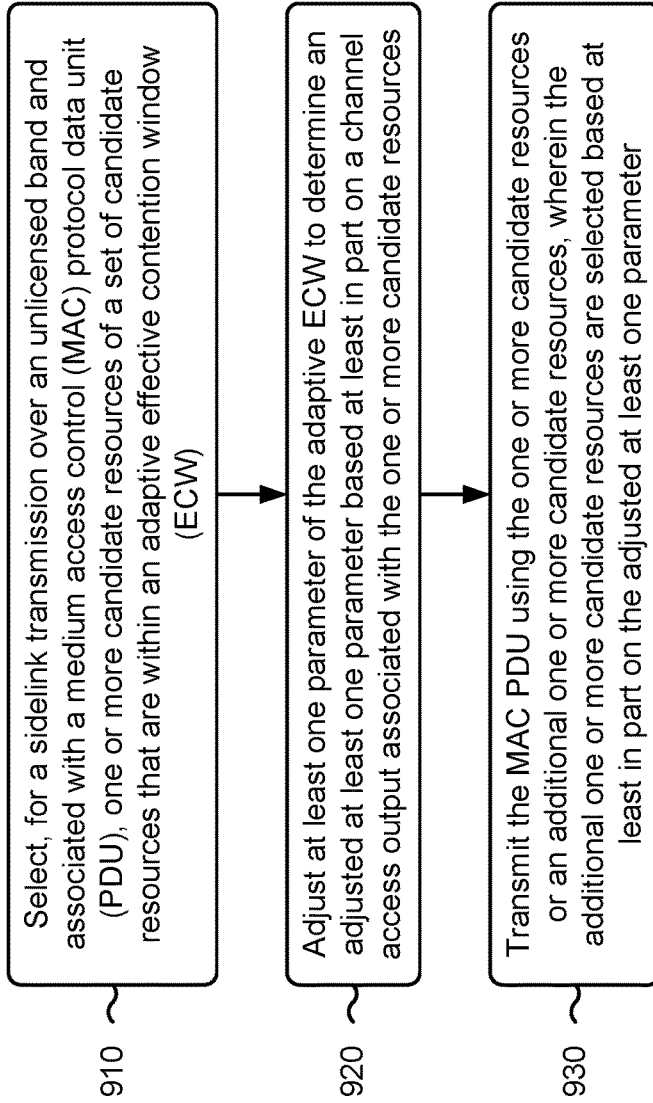 910
Select, for a sidelink transmission over an unlicensed band and
associated with a medium access control (MAC) protocol data unit
(PDU), one or more candidate resources of a set of candidate
resources that are within an adaptive effective contention window
(ECW)
920
Adjust at least one parameter of the adaptive ECW to determine an
adjusted at least one parameter based at least in part on a channel
access output associated with the one or more candidate resources
930
Transmit the MAC PDU using the one or more candidate resources
or an additional one or more candidate resources, wherein the
additional one or more candidate resources are selected based at
least in part on the adjusted at least one parameter